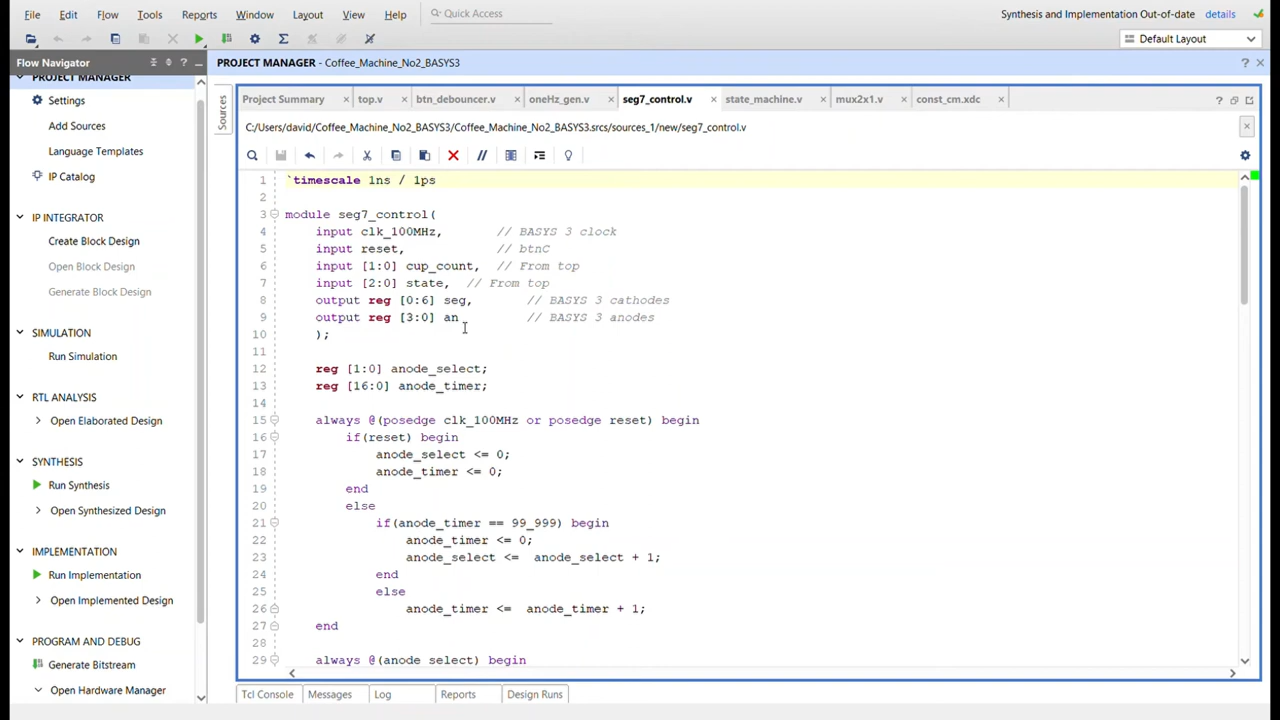 File Edit Flow Tools Reports Window Layout View Help Quick Access Synthesis and Implementation Out-of-date details
Default Layout
Flow Navigator
PROJECT MANAGER - Coffee_Machine_No2_BASYS3
PROJECT MANAGER
Settings
Add Sources
Language Templates
IP Catalog
IP INTEGRATOR
Create Block Design
Open Block Design
Generate Block Design
SIMULATION
Run Simulation
RTL ANALYSIS
Open Elaborated Design
SYNTHESIS
Run Synthesis
Open Synthesized Design
IMPLEMENTATION
Run Implementation
Open Implemented Design
PROGRAM AND DEBUG
Generate Bitstream
Open Hardware Manager
Sources
Project Summary top.v btn_debouncer.v oneHz_gen.v seg7_control.v state_machine.v mux2x1.v const_cm.xdc
C:/Users/david/Coffee_Machine_No2_BASYS3/Coffee_Machine_No2_BASYS3.srcs/sources_1/new/seg7_control.v
1 `timescale 1ns / 1ps
2
3 module seg7_control(
4 input clk_100MHz, // BASYS 3 clock
5 input reset, // btnC
6 input [1:0] cup_count, // From top
7 input [2:0] state, // From top
8 output reg [0:6] seg, // BASYS 3 cathodes
9 output reg [3:0] an // BASYS 3 anodes
10 );
11
12 reg [1:0] anode_select;
13 reg [16:0] anode_timer;
14
15 always @(posedge clk_100MHz or posedge reset) begin
16 if(reset) begin
17 anode_select <= 0;
18 anode_timer <= 0;
19 end
20 else
21 if(anode_timer == 99_999) begin
22 anode_timer <= 0;
23 anode_select <= anode_select + 1;
24 end
25 else
26 anode_timer <= anode_timer + 1;
27 end
28
29 always @(anode_select) begin
Tcl Console Messages Log Reports Design Runs